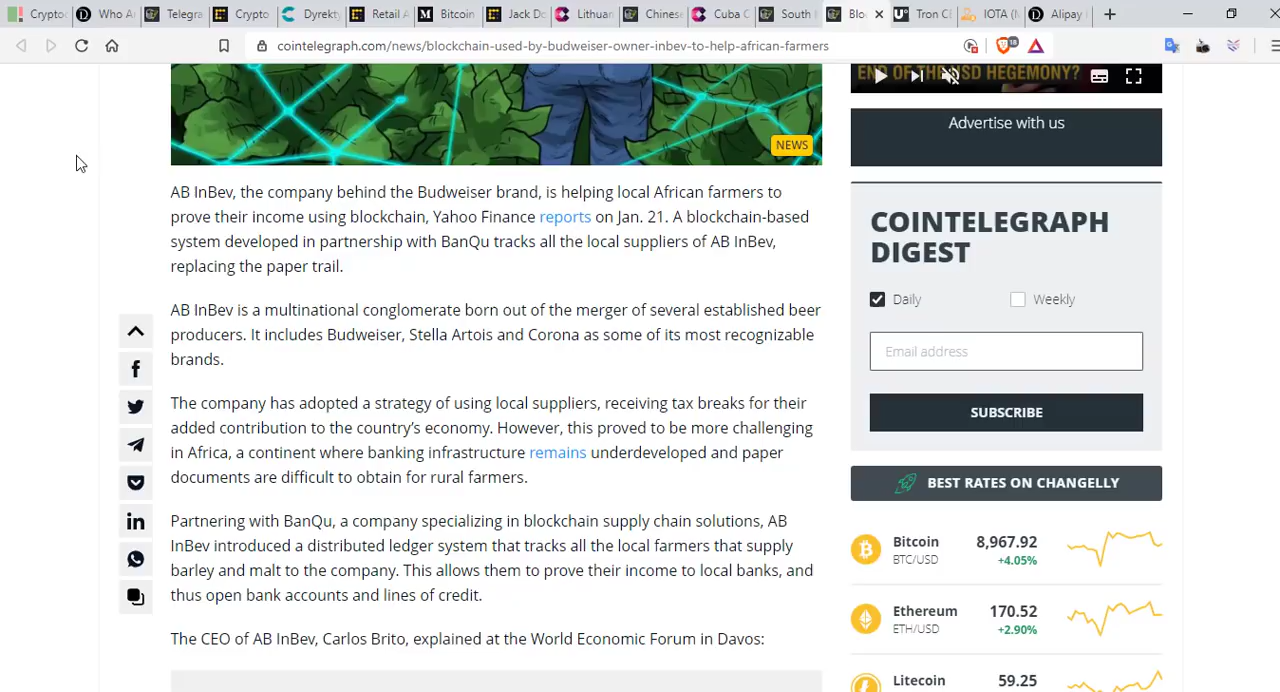 Crypto
Who A
Telegra
Crypto
Dyrekty
Retail A
Bitcoin
Jack Do
Lithuan
Chinese
Cuba C
South
Blo
Tron C
IOTA (
Alipay
cointelegraph.com/news/blockchain-used-by-budweiser-owner-inbev-to-help-african-farmers
18
END OF THE USD HEGEMONY?
NEWS
Advertise with us
AB InBev, the company behind the Budweiser brand, is helping local African farmers to
prove their income using blockchain, Yahoo Finance reports on Jan. 21. A blockchain-based
system developed in partnership with BanQu tracks all the local suppliers of AB InBev,
replacing the paper trail.
AB InBev is a multinational conglomerate born out of the merger of several established beer
producers. It includes Budweiser, Stella Artois and Corona as some of its most recognizable
brands.
The company has adopted a strategy of using local suppliers, receiving tax breaks for their
added contribution to the country's economy. However, this proved to be more challenging
in Africa, a continent where banking infrastructure remains underdeveloped and paper
documents are difficult to obtain for rural farmers.
Partnering with BanQu, a company specializing in blockchain supply chain solutions, AB
InBev introduced a distributed ledger system that tracks all the local farmers that supply
barley and malt to the company. This allows them to prove their income to local banks, and
thus open bank accounts and lines of credit.
The CEO of AB InBev, Carlos Brito, explained at the World Economic Forum in Davos:
COINTELEGRAPH
DIGEST
Daily
Weekly
Email address
SUBSCRIBE
BEST RATES ON CHANGELLY
Bitcoin 8,967.92
BTC/USD +4.05%
Ethereum 170.52
ETH/USD +2.90%
Litecoin 59.25